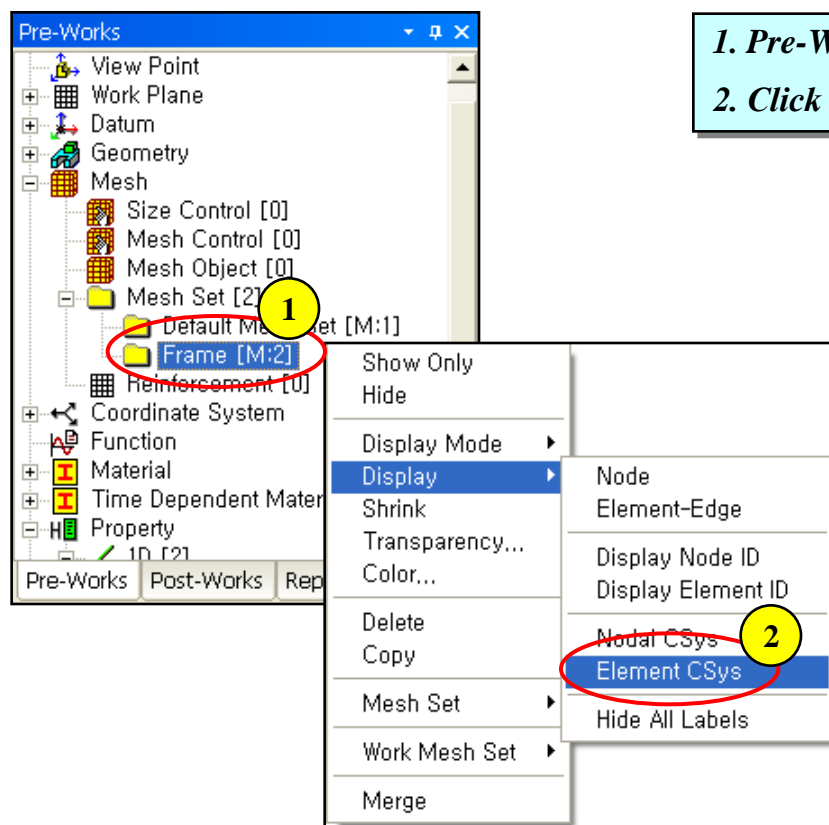 Pre-Works
View Point
Work Plane
Datum
Geometry
Mesh
Size Control [0]
Mesh Control [0]
Mesh Object [0]
Mesh Set [2]
1
Default [M:1]
Frame [M:2]
Reinforcement [0]
Coordinate System
Function
Material
Time Dependent
Property
1D [2]
Pre-Works Post-Works
Show Only
Hide
Display Mode
Display
Shrink
Transparency...
Color...
Delete
Copy
Mesh Set
Work Mesh Set
Merge
Node
Element-Edge
Display Node ID
Display Element ID
Nodal CSys
2
Element CSys
Hide All Labels
1. Pre-W
2. Click